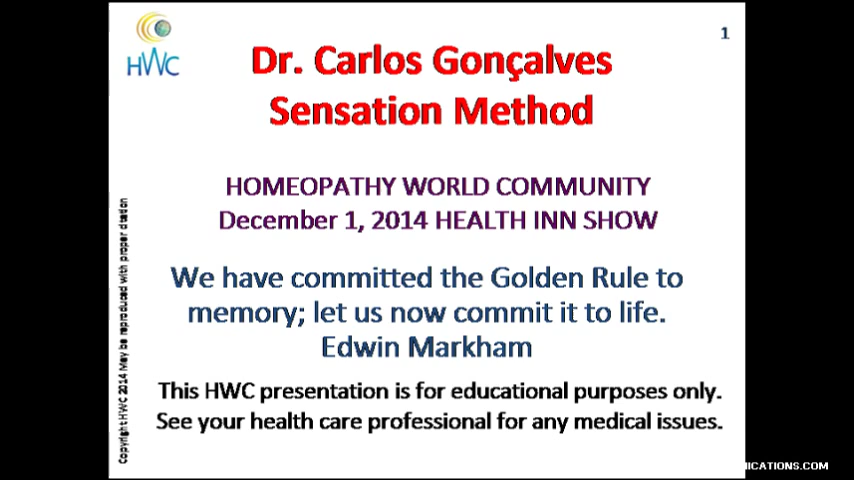 HWC
1
Dr. Carlos Gonçalves
Sensation Method
HOMEOPATHY WORLD COMMUNITY
December 1, 2014 HEALTH INN SHOW
We have committed the Golden Rule to
memory; let us now commit it to life.
Edwin Markham
This HWC presentation is for educational purposes only.
See your health care professional for any medical issues.
Copyright HWC 2014 May be reproduced with proper citation
ICATIONS.COM